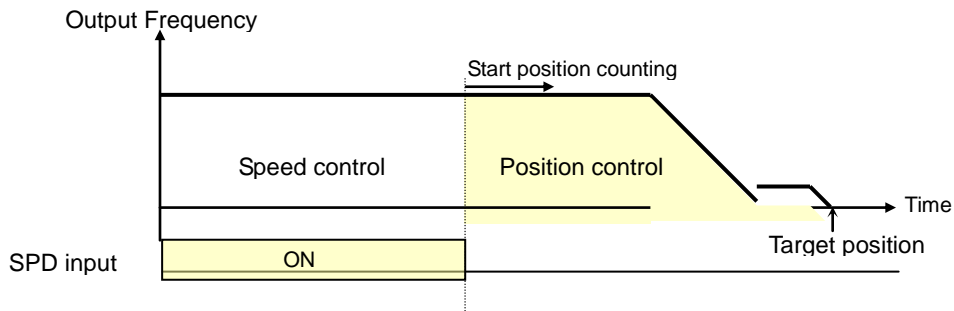 Output Frequency
Start position counting
Speed control
Position control
Time
Target position
SPD input
ON